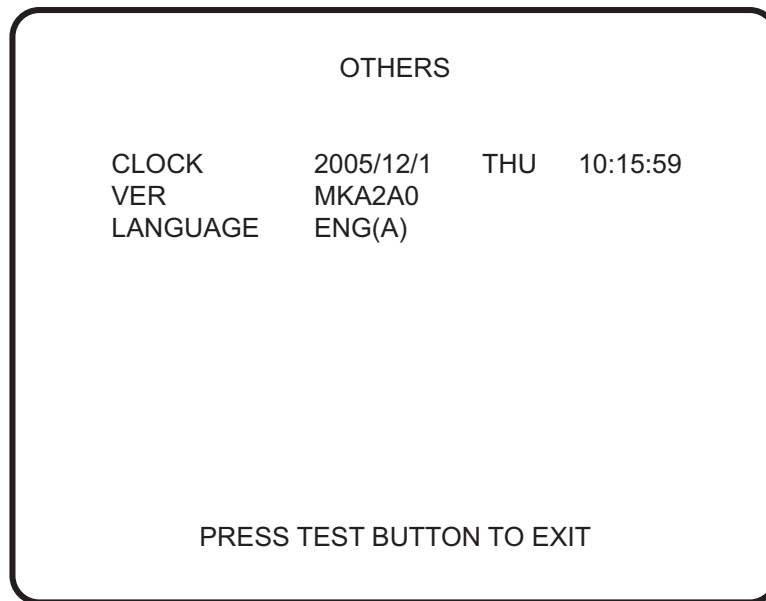 OTHERS
CLOCK 2005/12/1 THU 10:15:59
VER MKA2A0
LANGUAGE ENG(A)
PRESS TEST BUTTON TO EXIT